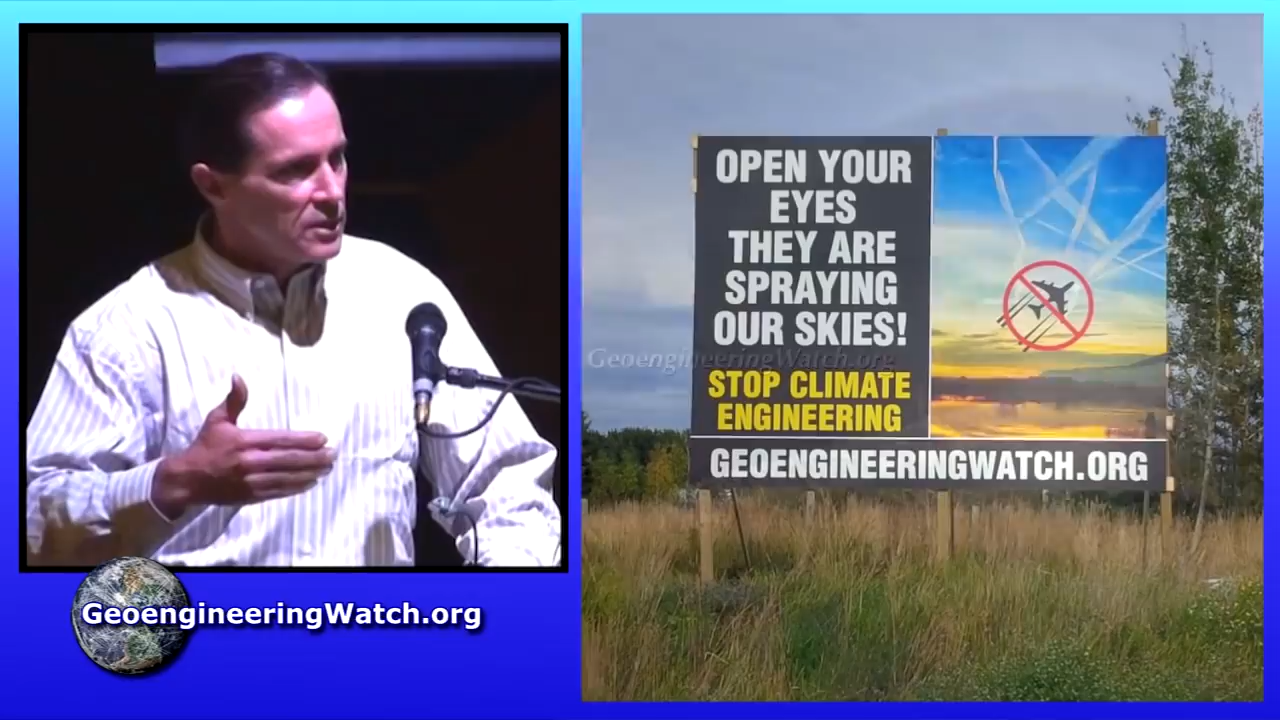 OPEN YOUR
EYES
THEY ARE
SPRAYING
OUR SKIES!
GeoengineeringWatch.org
STOP CLIMATE
ENGINEERING
GEOENGINEERINGWATCH.ORG
GeoengineeringWatch.org